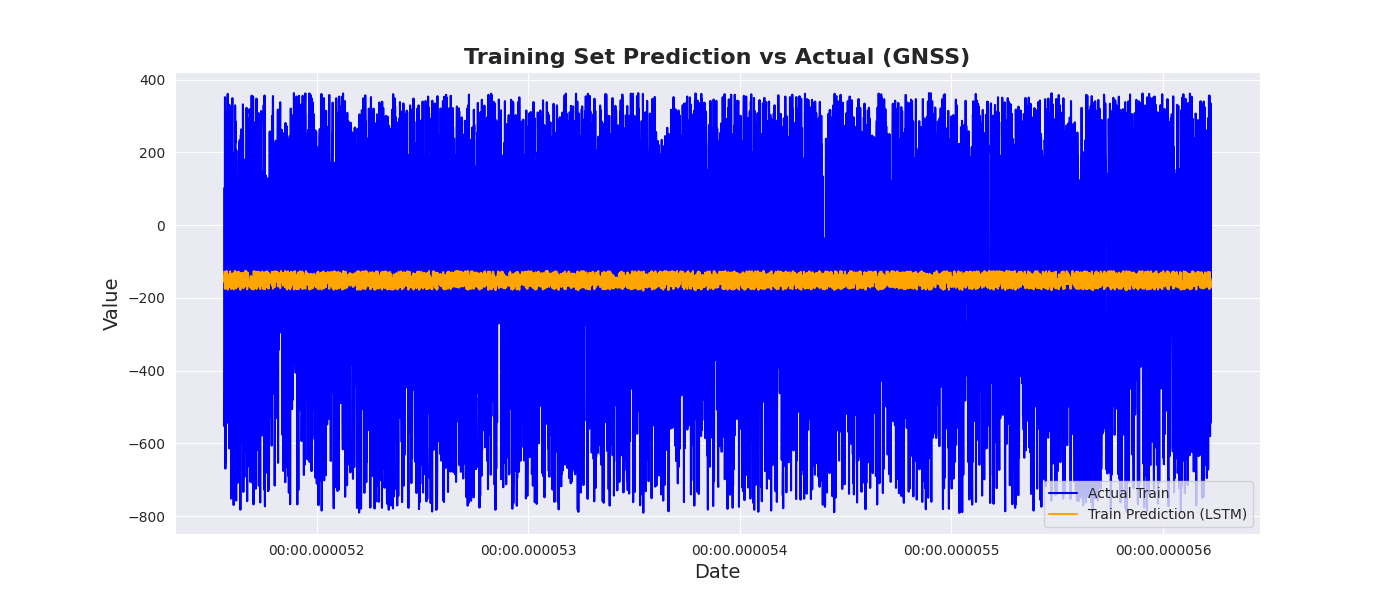 Training Set Prediction vs Actual (GNSS)
400
200
0
−200
−400
−600
−800
Value
Actual Train
Train Prediction (LSTM)
00:00.000052
00:00.000053
00:00.000054
00:00.000055
00:00.000056
Date